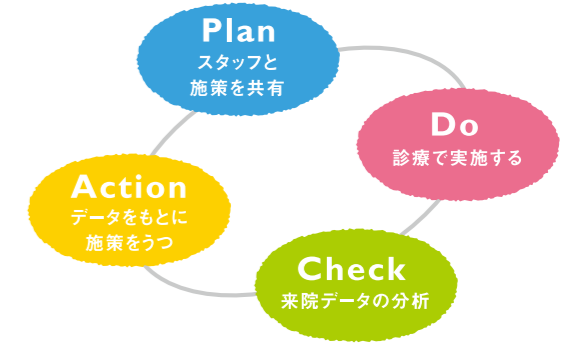 Plan
スタッフと
施策を共有
Do
診療で実施する
Check
来院データの分析
Action
データをもとに
施策をうつ